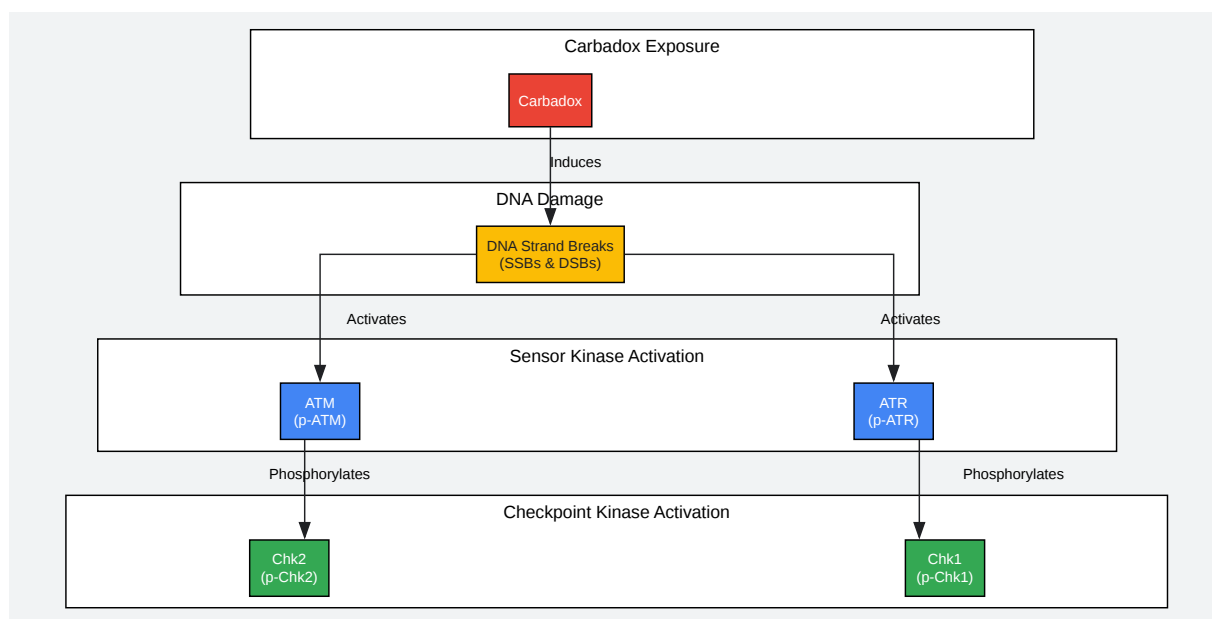 Carbadox Exposure
Carbadox
Induces
DNA Damage
DNA Strand Breaks
(SSBs & DSBs)
Activates
Activates
Sensor Kinase Activation
ATM
(p-ATM)
ATR
(p-ATR)
Phosphorylates
Phosphorylates
Checkpoint Kinase Activation
Chk2
(p-Chk2)
Chk1
(p-Chk1)